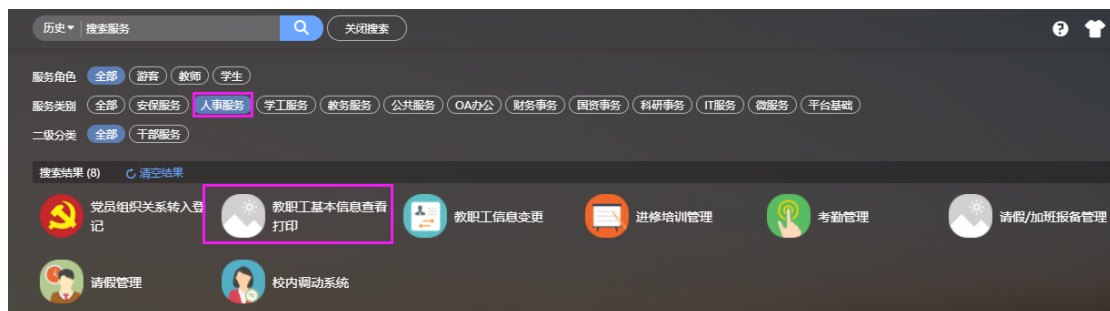 历史 搜索服务 关闭搜索
服务角色 全部 游客 教师 学生
服务类别 全部 安保服务 人事服务 学工服务 教务服务 公共服务 OA办公 财务事务 国资事务 科研事务 IT服务 微服务 平台基础
二级分类 全部 干部服务
搜索结果 (8) 清空结果
党员组织关系转入登
记
教职工基本信息查看
打印
教职工信息变更
进修培训管理
考勤管理
请假/加班报备管理
请假管理
校内调动系统